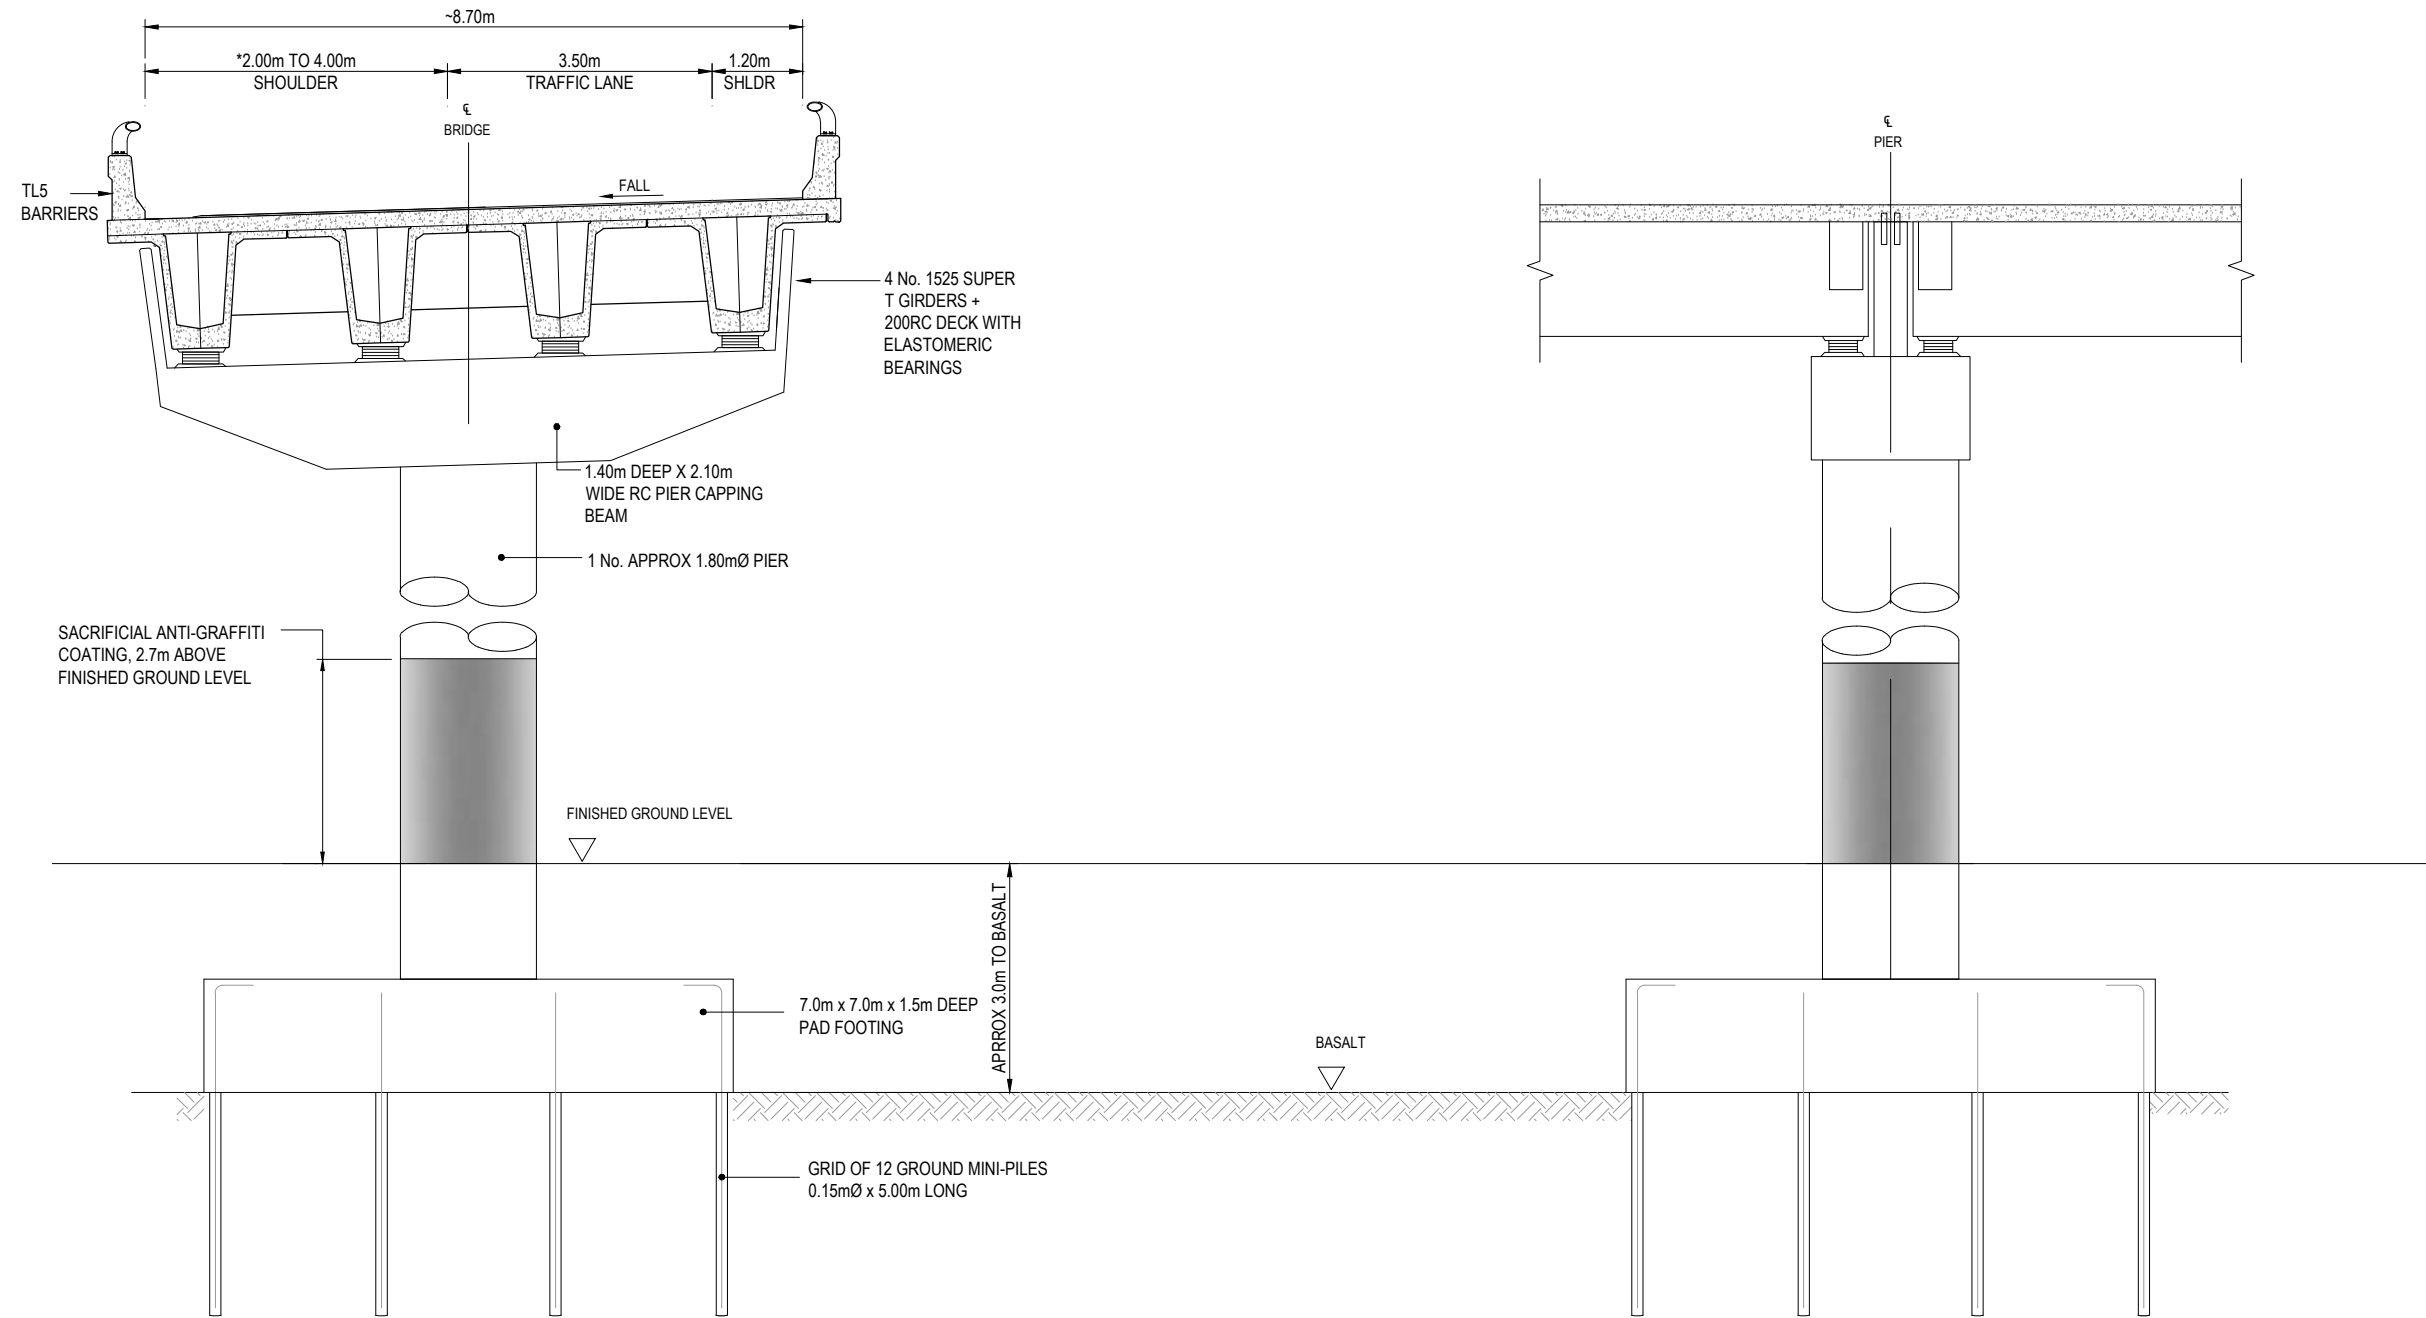 ~8.70m
*2.00m TO 4.00m
SHOULDER
3.50m
TRAFFIC LANE
1.20m
SHLDR
℄
BRIDGE
TL5
BARRIERS
FALL
4 No. 1525 SUPER
T GIRDERS +
200RC DECK WITH
ELASTOMERIC
BEARINGS
1.40m DEEP X 2.10m
WIDE RC PIER CAPPING
BEAM
1 No. APPROX 1.80mØ PIER
SACRIFICIAL ANTI-GRAFFITI
COATING, 2.7m ABOVE
FINISHED GROUND LEVEL
FINISHED GROUND LEVEL
APRROX 3.0m TO BASALT
7.0m x 7.0m x 1.5m DEEP
PAD FOOTING
GRID OF 12 GROUND MINI-PILES
0.15mØ x 5.00m LONG
BASALT
℄
PIER